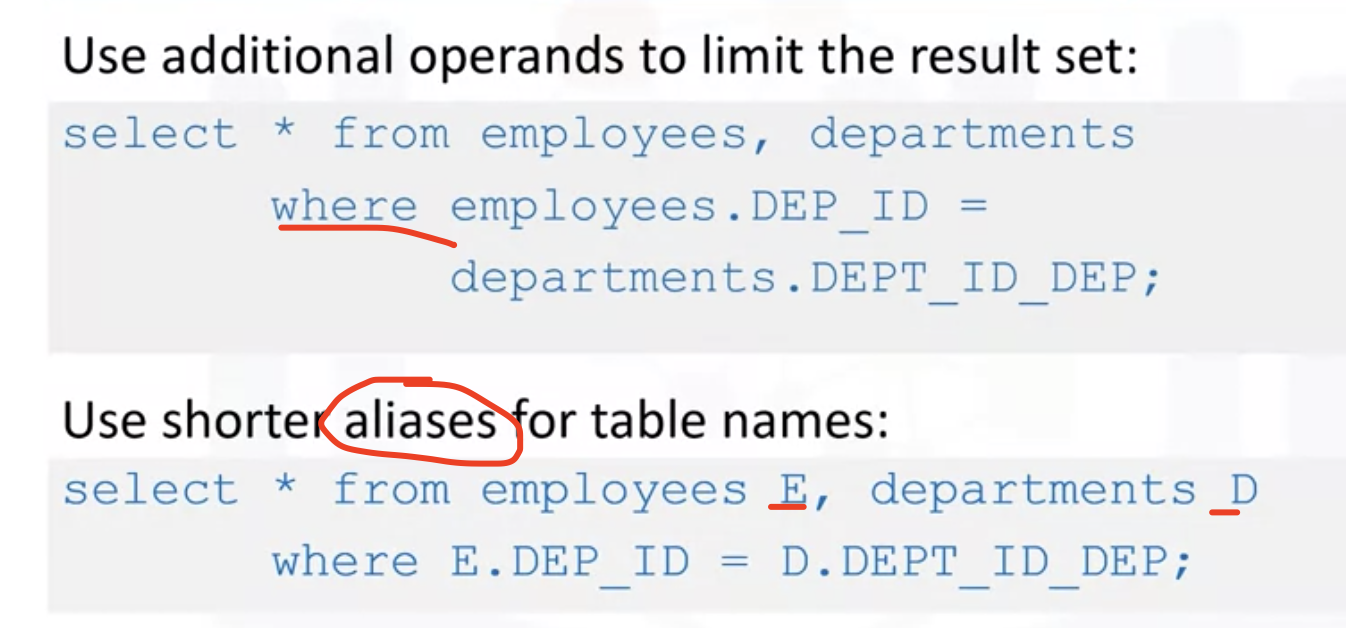 Use additional operands to limit the result set:
select * from employees, departments
where employees.DEP_ID =
departments.DEPT_ID_DEP;
Use shorter aliases for table names:
select * from employees E, departments D
where E.DEP_ID = D.DEPT_ID_DEP;